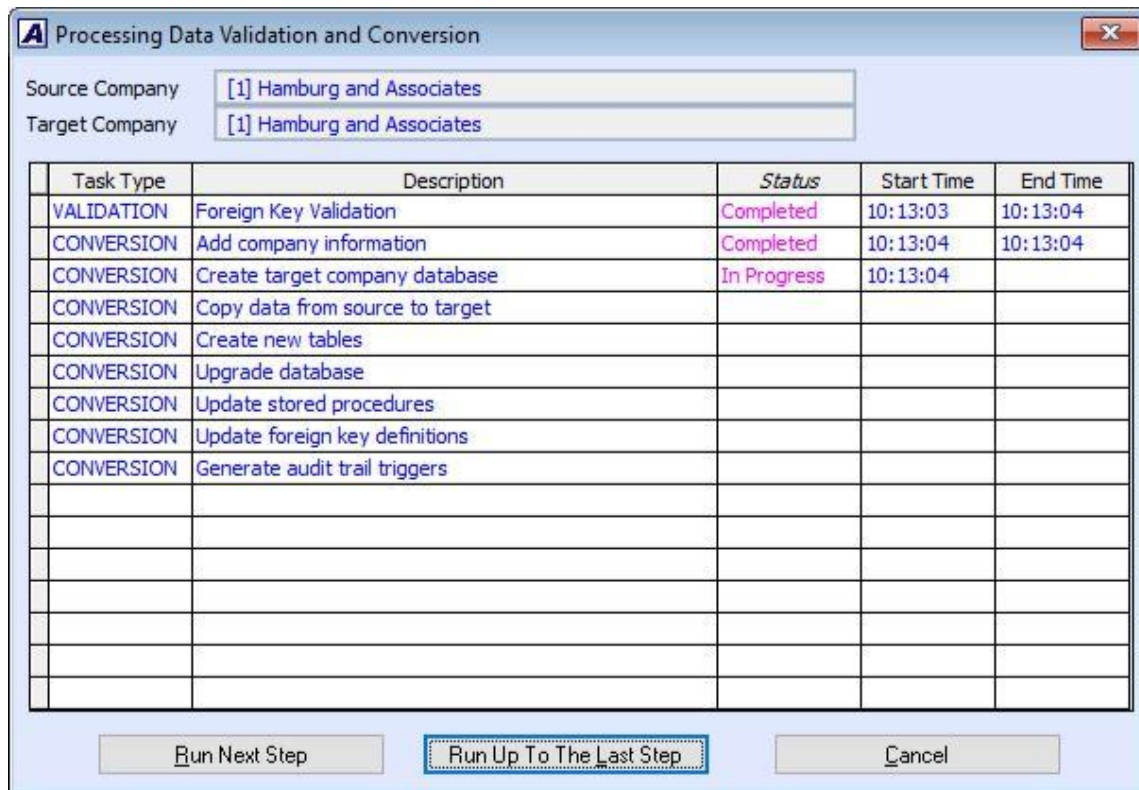 A Processing Data Validation and Conversion
Source Company [1] Hamburg and Associates
Target Company [1] Hamburg and Associates
Task Type Description Status Start Time End Time
VALIDATION Foreign Key Validation Completed 10:13:03 10:13:04
CONVERSION Add company information Completed 10:13:04 10:13:04
CONVERSION Create target company database In Progress 10:13:04
CONVERSION Copy data from source to target
CONVERSION Create new tables
CONVERSION Upgrade database
CONVERSION Update stored procedures
CONVERSION Update foreign key definitions
CONVERSION Generate audit trail triggers
Run Next Step Run Up To The Last Step Cancel